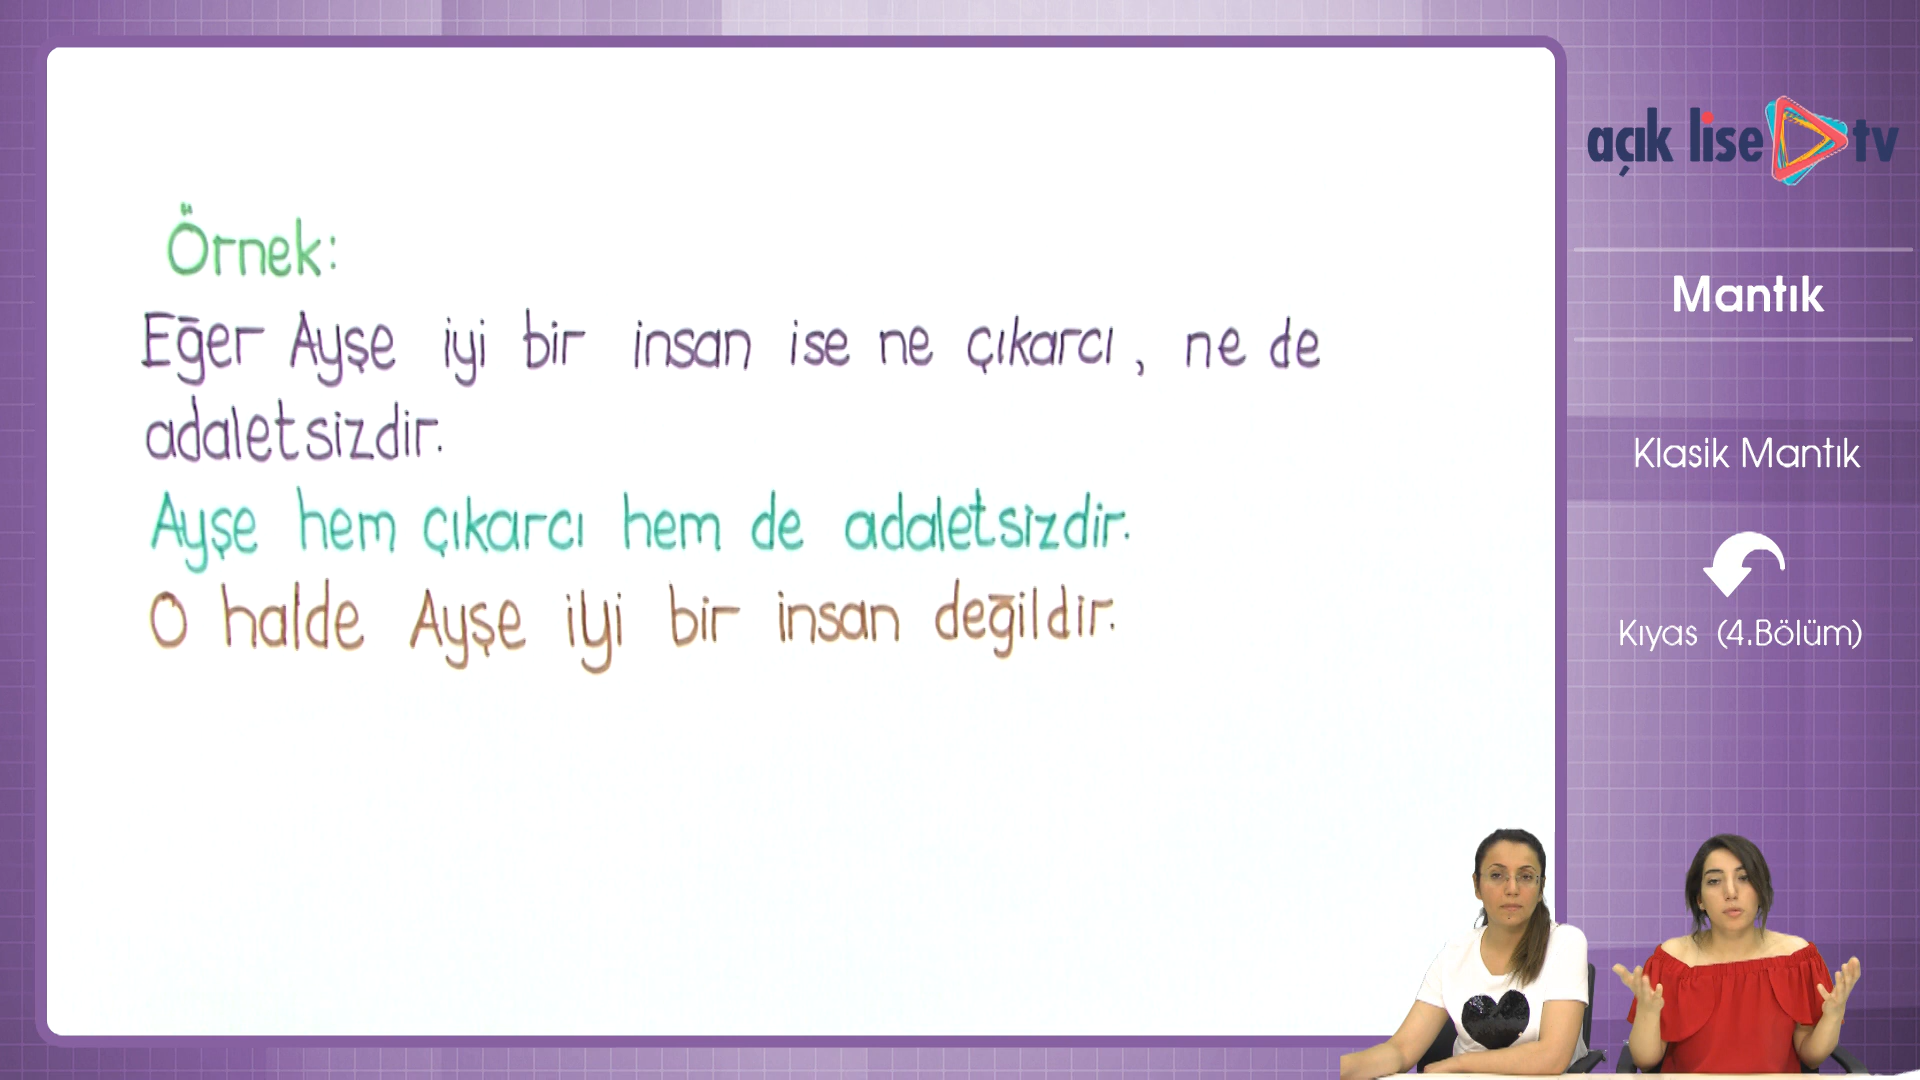 Örnek:
Eğer Ayşe iyi bir insan ise ne çıkarcı, ne de
adaletsizdir.
Ayşe hem çıkarcı hem de adaletsizdir.
O halde Ayşe iyi bir insan değildir.
açık lise tv
Mantık
Klasik Mantık
Kıyas (4.Bölüm)